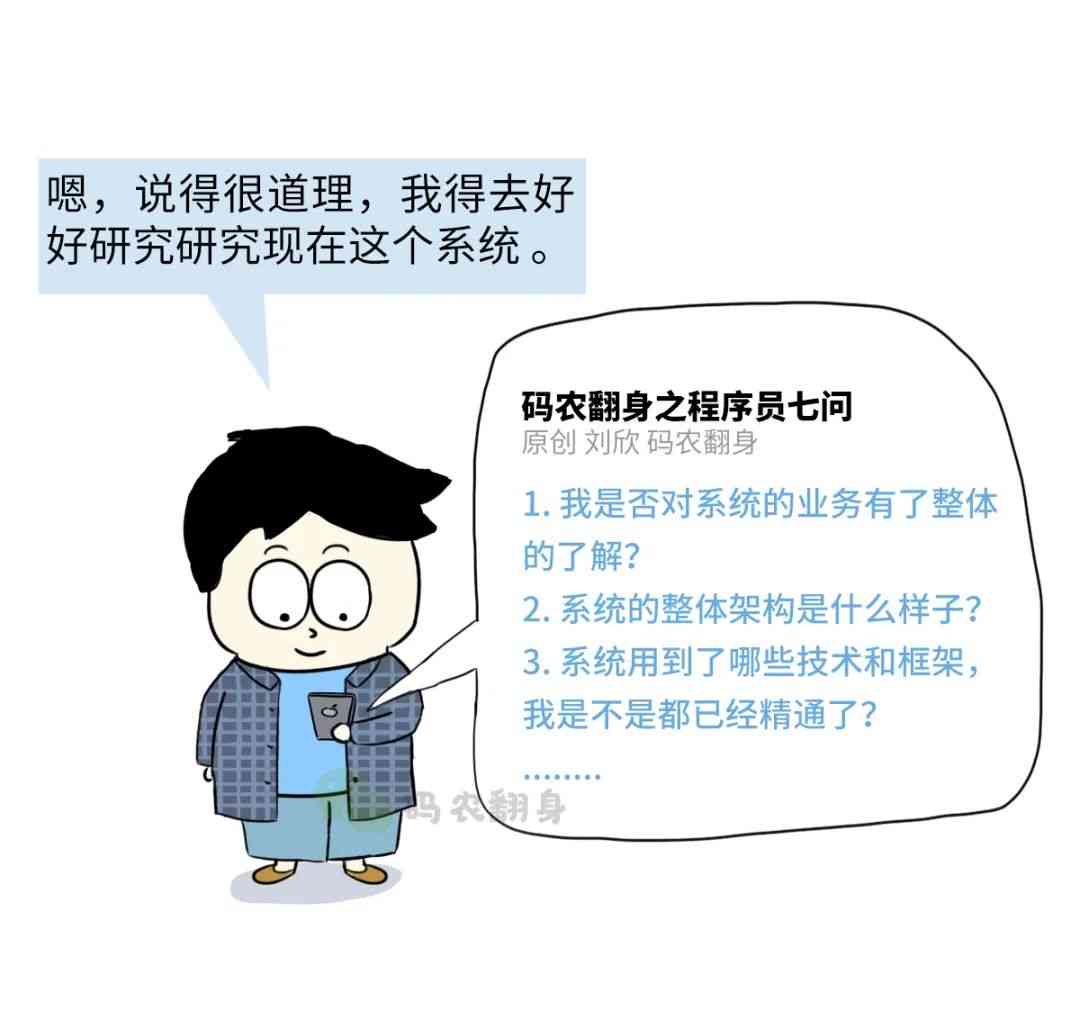 嗯，说得很道理，我得去好
好研究研究现在这个系统 。
码农翻身之程序员七问
原创 刘欣 码农翻身
1. 我是否对系统的业务有了整体
的了解？
2. 系统的整体架构是什么样子？
3. 系统用到了哪些技术和框架，
我是不是都已经精通了？
........
码农翻身